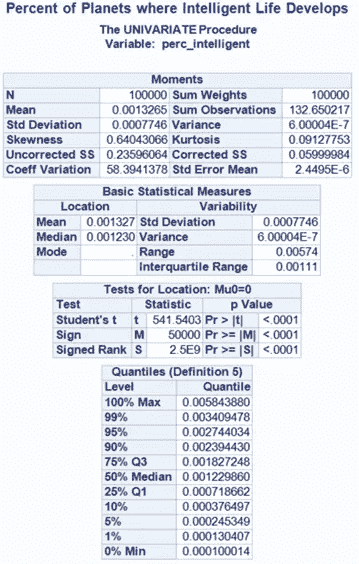 Percent of Planets where Intelligent Life Develops
The UNIVARIATE Procedure
Variable: perc_intelligent
Moments
N 100000 Sum Weights 100000
Mean 0.0013265 Sum Observations 132.650217
Std Deviation 0.0007746 Variance 6.00004E-7
Skewness 0.64043066 Kurtosis 0.09127753
Uncorrected SS 0.23596064 Corrected SS 0.05999984
Coeff Variation 58.3941378 Std Error Mean 2.4495E-6
Basic Statistical Measures
Location Variability
Mean 0.001327 Std Deviation 0.0007746
Median 0.001230 Variance 6.00004E-7
Mode . Range 0.00574
Interquartile Range 0.00111
Tests for Location: Mu0=0
Test Statistic p Value
Student's t t 541.5403 Pr > |t| <.0001
Sign M 50000 Pr >= |M| <.0001
Signed Rank S 2.5E9 Pr >= |S| <.0001
Quantiles (Definition 5)
Level Quantile
100% Max 0.005843880
99% 0.003409478
95% 0.002744034
90% 0.002394430
75% Q3 0.001827248
50% Median 0.001229860
25% Q1 0.000718662
10% 0.000376497
5% 0.000245349
1% 0.000130407
0% Min 0.000100014